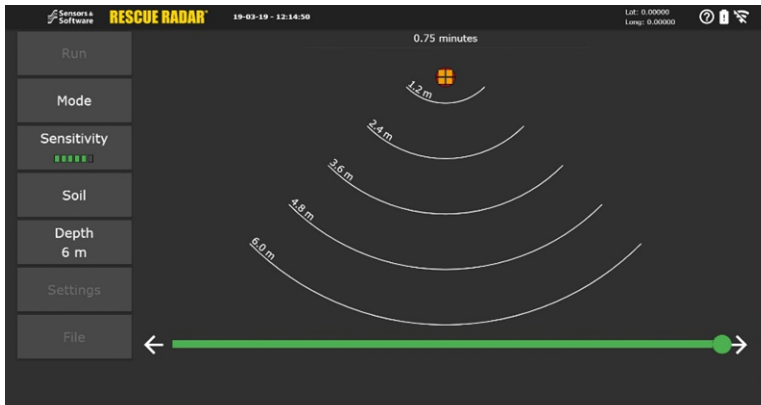 Sensors &
Software
RESCUE RADAR
19-03-19 - 12:14:50
Lat: 0.00000
Long: 0.00000
0.75 minutes
Run
Mode
Sensitivity
Soil
Depth
6 m
Settings
File
1.2 m
2.4 m
3.6 m
4.8 m
6.0 m